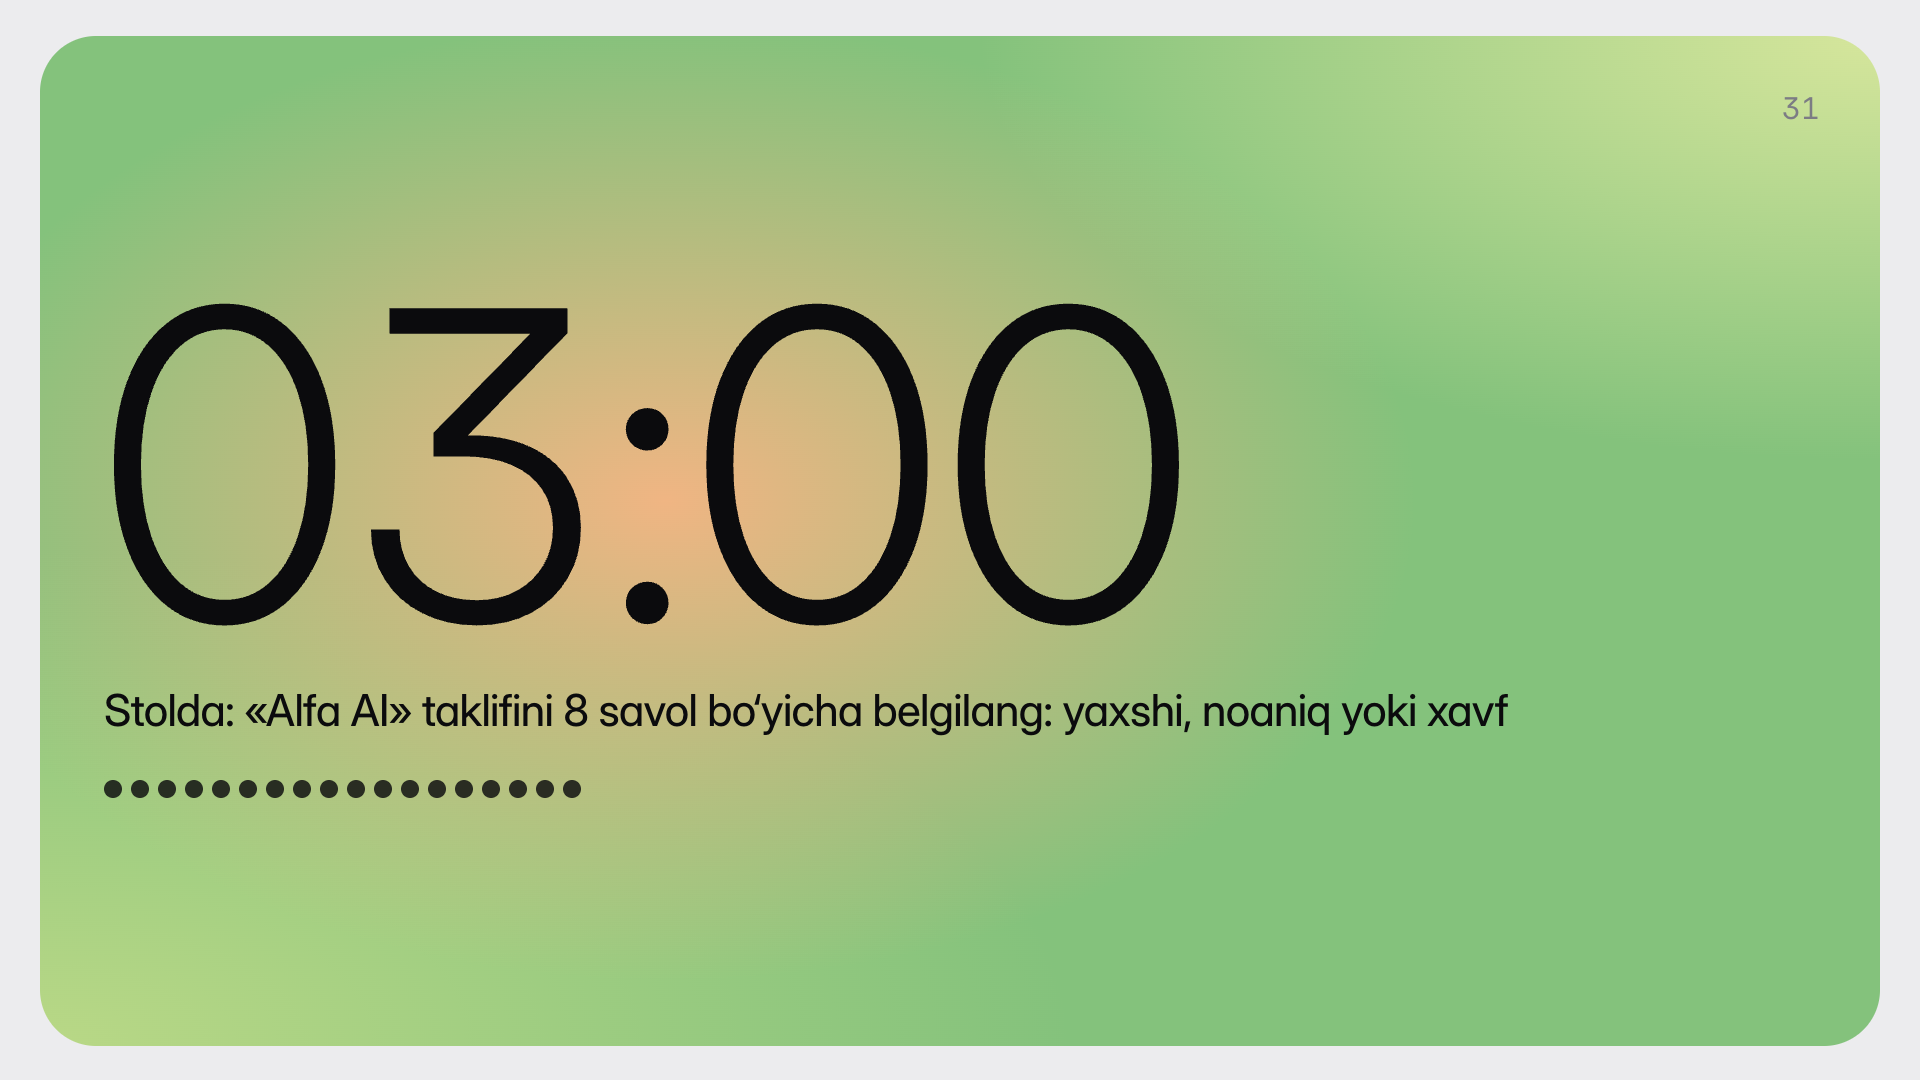 31
03:00
Stolda: «Alfa AI» taklifini 8 savol bo‘yicha belgilang: yaxshi, noaniq yoki xavf